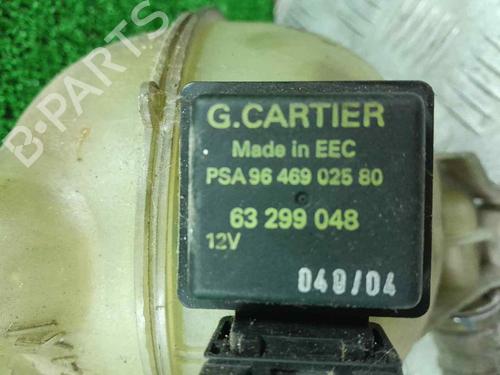 B-PARTS
G.CARTIER
Made in EEC
PSA 96 469 025 80
63 299 048
12V
049/04